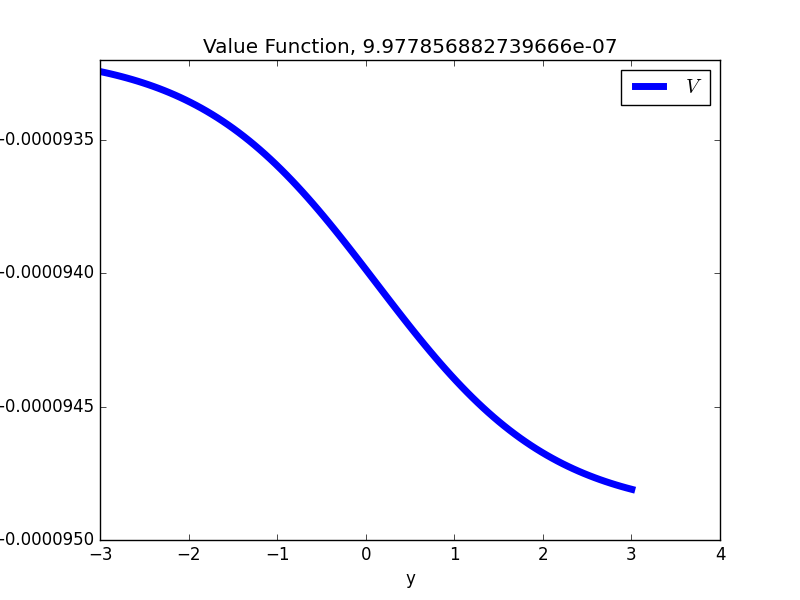 Value Function, 9.977856882739666e-07
V
-0.0000935
-0.0000940
-0.0000945
-0.0000950
−3 −2 −1 0 1 2 3 4
y